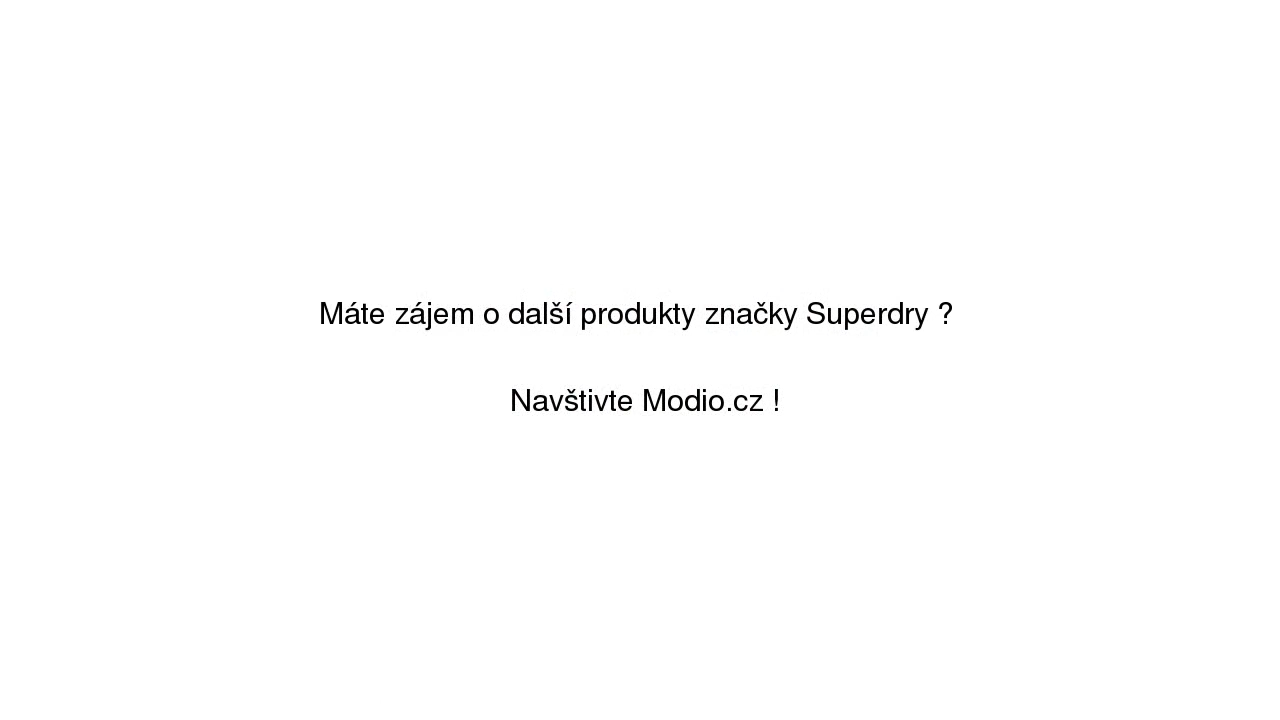 Máte zájem o další produkty značky Superdry ?
Navštivte Modio.cz !